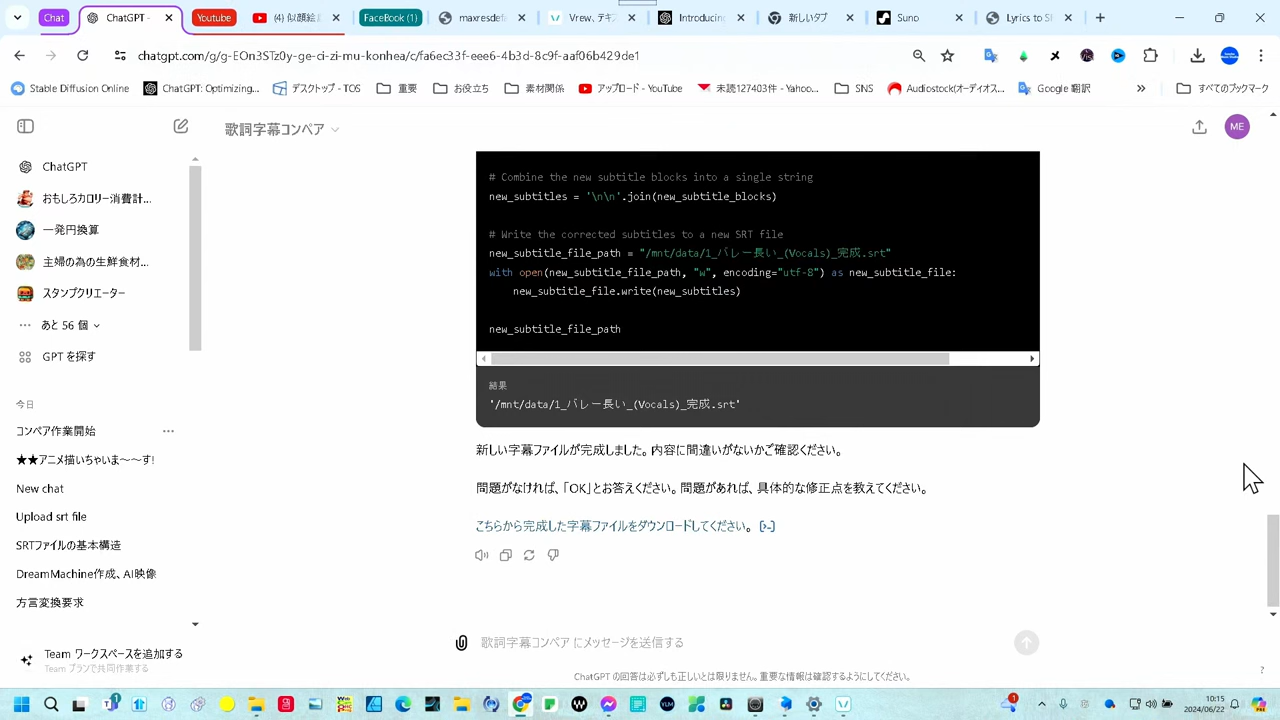 Chat
ChatGPT -
Youtube
(4) 似顔絵
FaceBook (1)
maxresdef
Vrew、テキス
Introducing
新しいタブ
Suno
Lyrics to S
chatgpt.com/g/g-EOn3STz0y-ge-ci-zi-mu-konhea/c/fa6ec33f-eee6-4b3d-8c9f-aaf06b429de1
Stable Diffusion Online
ChatGPT: Optimizing...
デスクトップ - TOS
重要
お役立ち
素材関係
アップロード - YouTube
未読127403件 - Yahoo...
SNS
Audiostock(オーディオス...
Google 翻訳
»
すべてのブックマーク
歌詞字幕コンペア
ME
ChatGPT
おもしろカロリー消費計...
一発円換算
主婦の為の生鮮食材...
スタンプクリエーター
あと 56 個
GPT を探す
今日
コンペア作業開始
★★アニメ描いちゃいま〜〜す!
New chat
Upload srt file
SRTファイルの基本構造
DreamMachine作成、AI映像
方言変換要求
Team ワークスペースを追加する
Team プランで共同作業する
# Combine the new subtitle blocks into a single string
new_subtitles = '\n\n'.join(new_subtitle_blocks)
# Write the corrected subtitles to a new SRT file
new_subtitle_file_path = "/mnt/data/1_バレー長い_(Vocals)_完成.srt"
with open(new_subtitle_file_path, "w", encoding="utf-8") as new_subtitle_file:
new_subtitle_file.write(new_subtitles)
new_subtitle_file_path
結果
'/mnt/data/1_バレー長い_(Vocals)_完成.srt'
新しい字幕ファイルが完成しました。内容に間違いがないかご確認ください。
問題がなければ、「OK」とお答えください。問題があれば、具体的な修正点を教えてください。
こちらから完成した字幕ファイルをダウンロードしてください。 [>_]
歌詞字幕コンペア にメッセージを送信する
ChatGPT の回答は必ずしも正しいとは限りません。重要な情報は確認するようにしてください。
?
10:15
2024/06/22